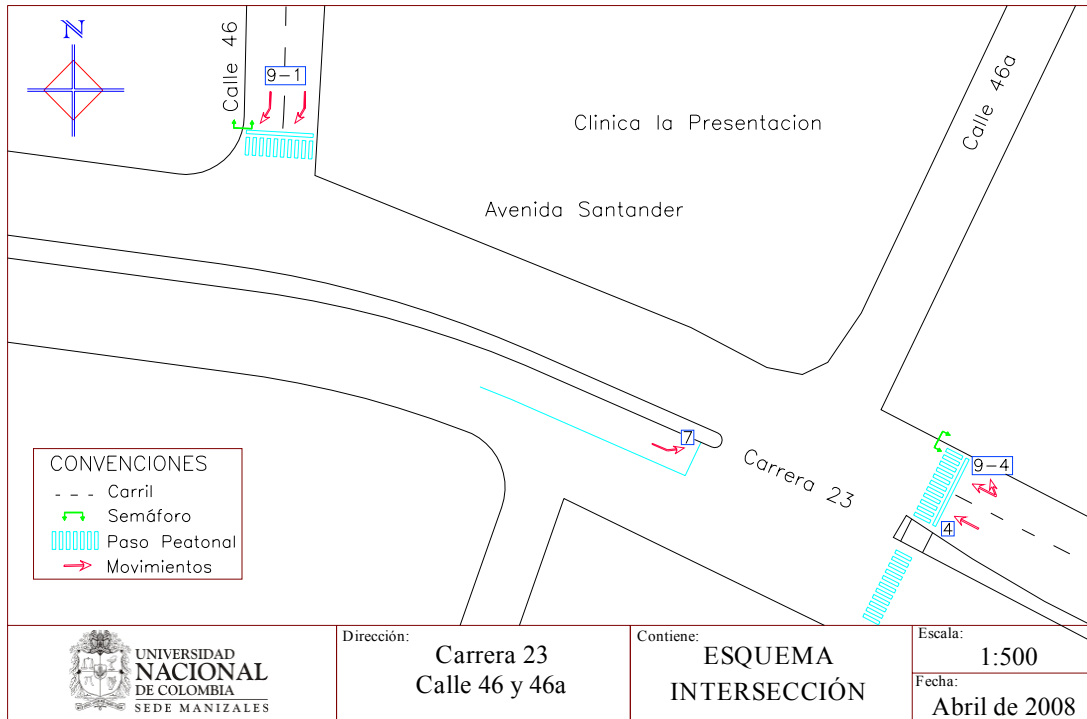 N
Calle 46
9-1
Clinica la Presentacion
Calle 46a
Avenida Santander
7
Carrera 23
9-4
4
CONVENCIONES
Carril
Semáforo
Paso Peatonal
Movimientos
UNIVERSIDAD
NACIONAL
DE COLOMBIA
SEDE MANIZALES
Dirección:
Carrera 23
Calle 46 y 46a
Contiene:
ESQUEMA
INTERSECCIÓN
Escala:
1:500
Fecha:
Abril de 2008